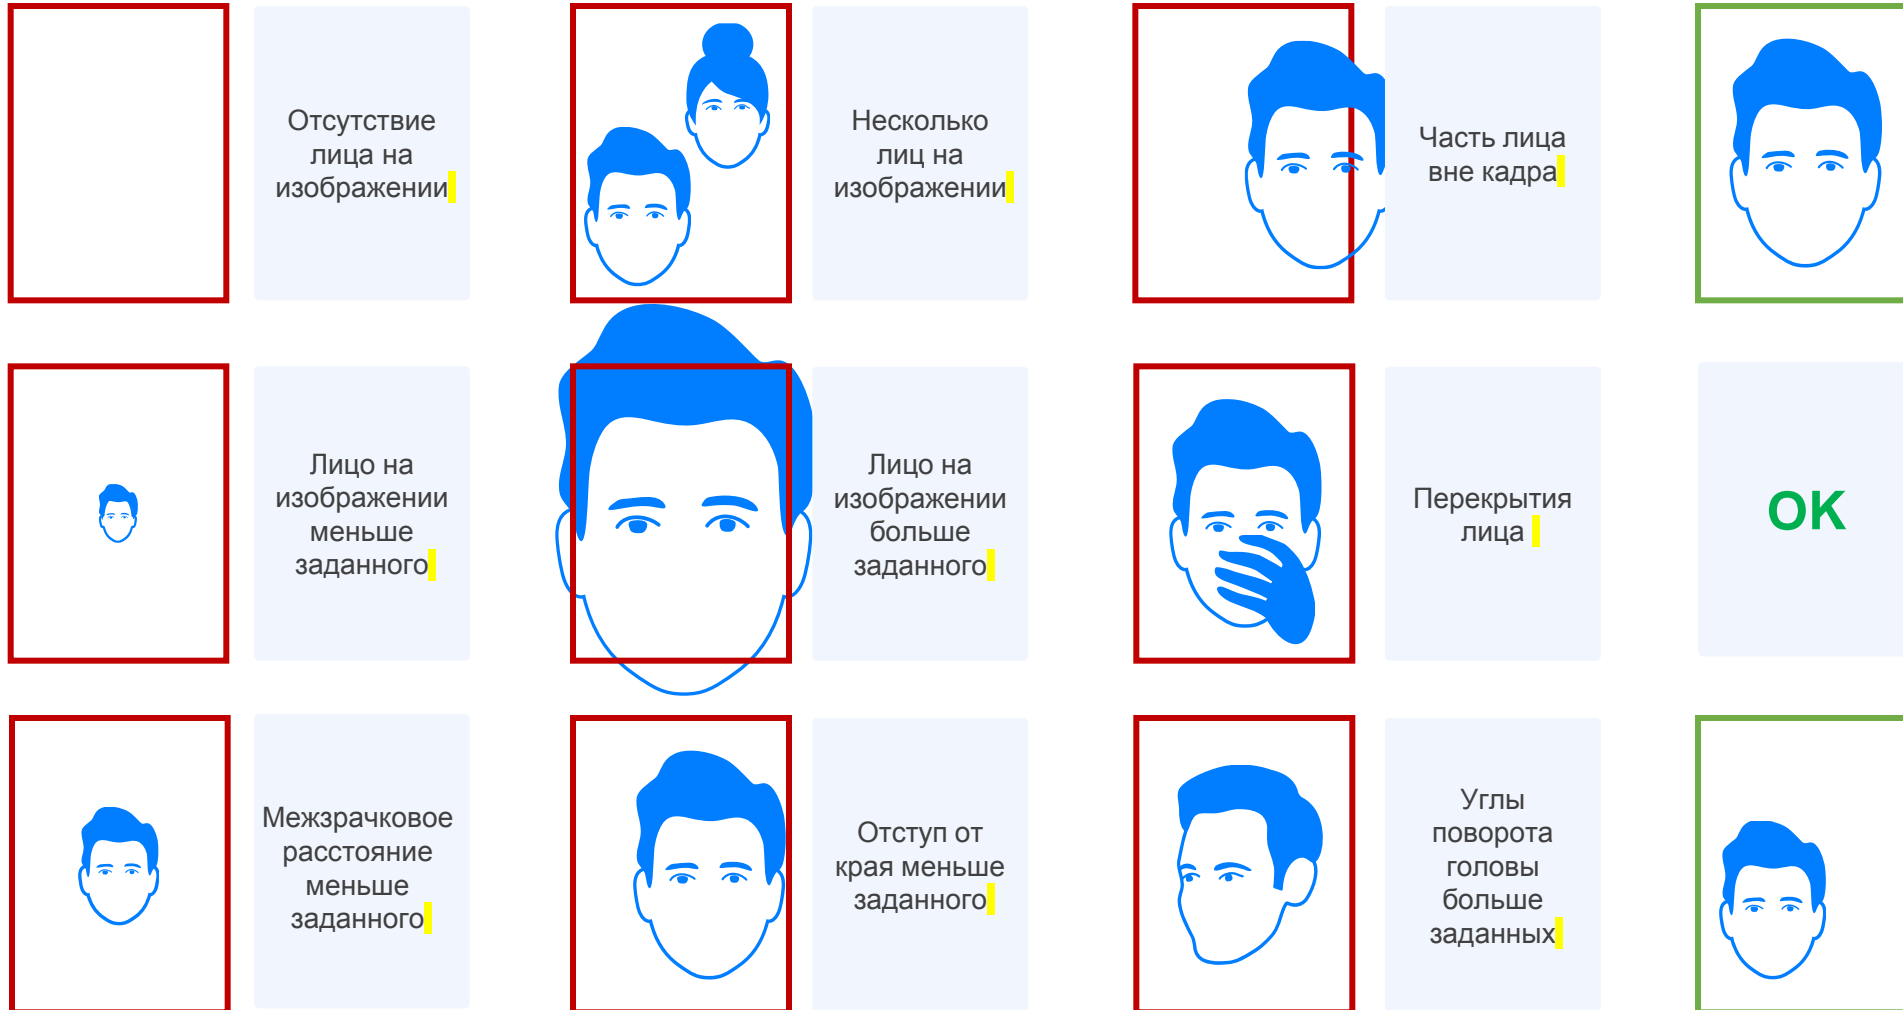 Отсутствие
лица на
изображении
Несколько
лиц на
изображении
Часть лица
вне кадра
Лицо на
изображении
меньше
заданного
Лицо на
изображении
больше
заданного
Перекрытия
лица
OK
Межзрачковое
расстояние
меньше
заданного
Отступ от
края меньше
заданного
Углы
поворота
головы
больше
заданных